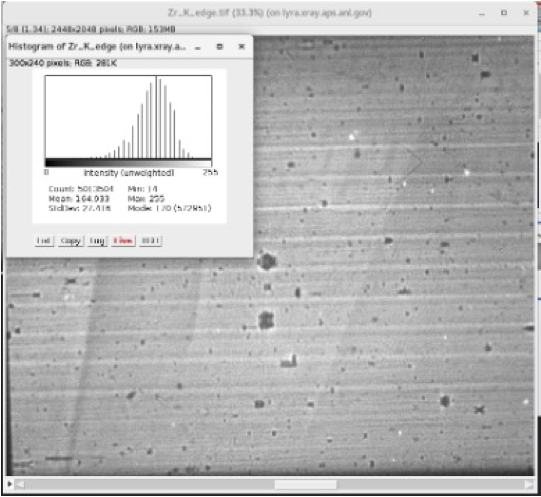 Zr_K_edge.tif (33.3%) (on lyra.xray.aps.anl.gov)
5/8 (1.34); 2448x2048 pixels; RGB; 153MB
Histogram of Zr_K_edge (on lyra.xray.a...
300x240 pixels; RGB; 281K
0 Intensity (unweighted) 255
Count: 5013504 Min: 14
Mean: 164.933 Max: 255
StdDev: 27.416 Mode: 170 (572951)
List Copy Log Live RGB